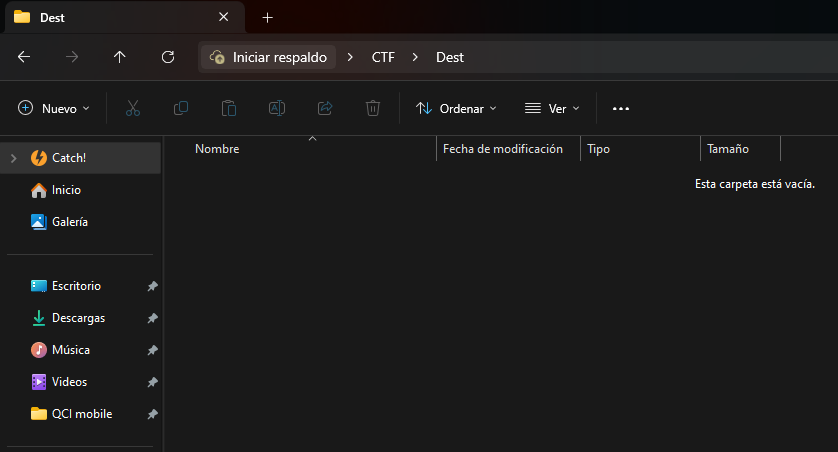 Dest
Iniciar respaldo CTF Dest
Nuevo Ordenar Ver
Nombre Fecha de modificación Tipo Tamaño
Esta carpeta está vacía.
Catch!
Inicio
Galería
Escritorio
Descargas
Música
Videos
QCI mobile